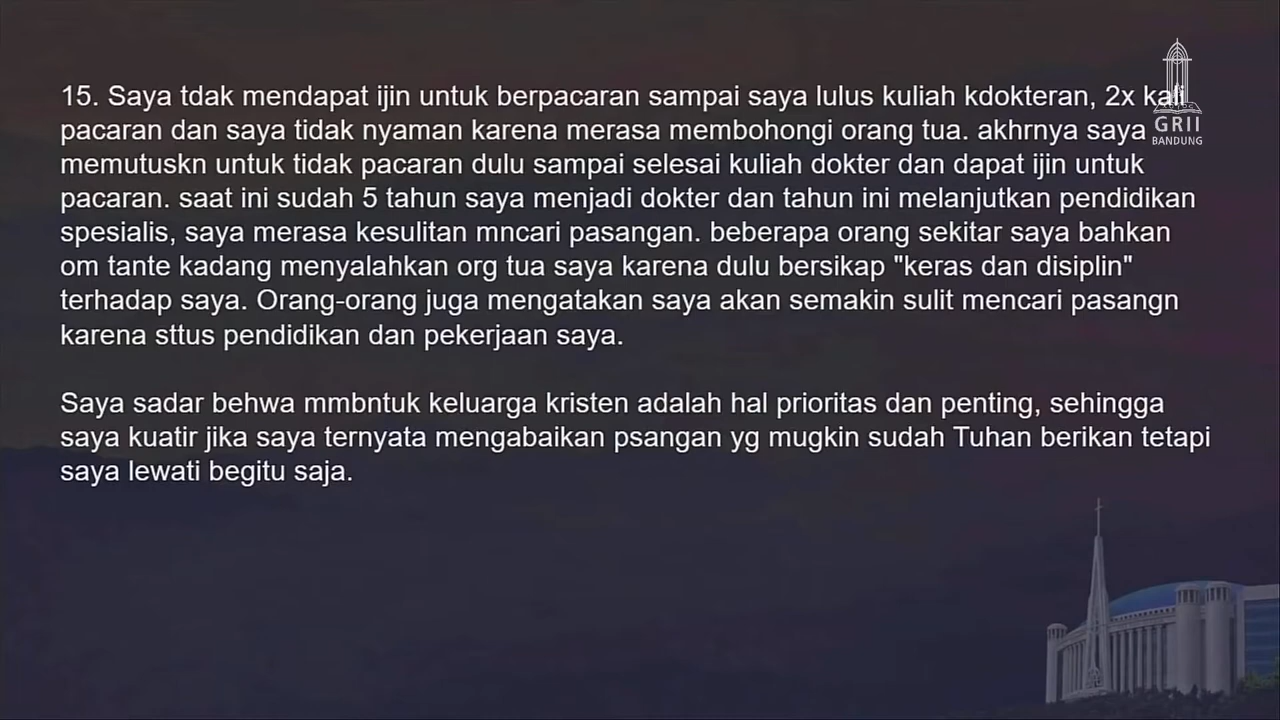 15. Saya tdak mendapat ijin untuk berpacaran sampai saya lulus kuliah kdokteran, 2x kali
pacaran dan saya tidak nyaman karena merasa membohongi orang tua. akhrnya saya
memutuskn untuk tidak pacaran dulu sampai selesai kuliah dokter dan dapat ijin untuk
pacaran. saat ini sudah 5 tahun saya menjadi dokter dan tahun ini melanjutkan pendidikan
spesialis, saya merasa kesulitan mncari pasangan. beberapa orang sekitar saya bahkan
om tante kadang menyalahkan org tua saya karena dulu bersikap "keras dan disiplin"
terhadap saya. Orang-orang juga mengatakan saya akan semakin sulit mencari pasangn
karena sttus pendidikan dan pekerjaan saya.
Saya sadar behwa mmbntuk keluarga kristen adalah hal prioritas dan penting, sehingga
saya kuatir jika saya ternyata mengabaikan psangan yg mugkin sudah Tuhan berikan tetapi
saya lewati begitu saja.
GRII
BANDUNG